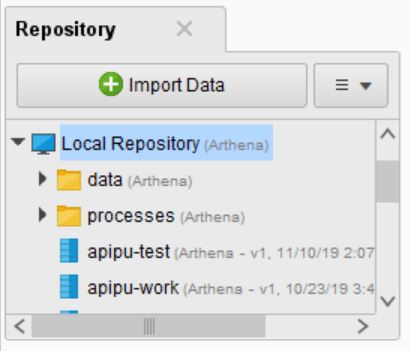 Repository
Import Data
Local Repository (Arthena)
data (Arthena)
processes (Arthena)
apipu-test (Arthena - v1, 11/10/19 2:07
apipu-work (Arthena - v1, 10/23/19 3:4